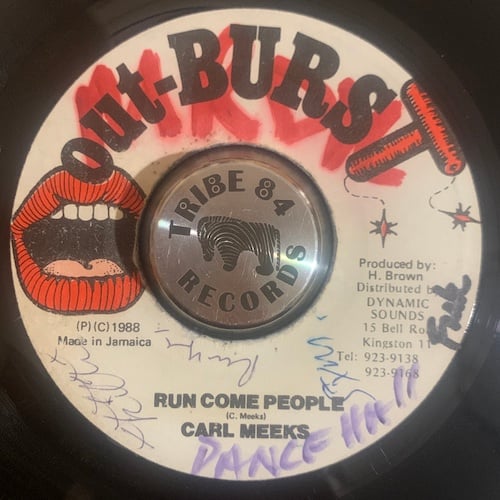 out-BURST
TRIBE 84
RECORDS
Produced by:
H. Brown
Distributed by
DYNAMIC
SOUNDS
15 Bell Ro
Kingston 11
Tel: 923-9138
923-9168
(P)(C)1988
Made in Jamaica
RUN COME PEOPLE
(C. Meeks)
CARL MEEKS
DANCE Hall